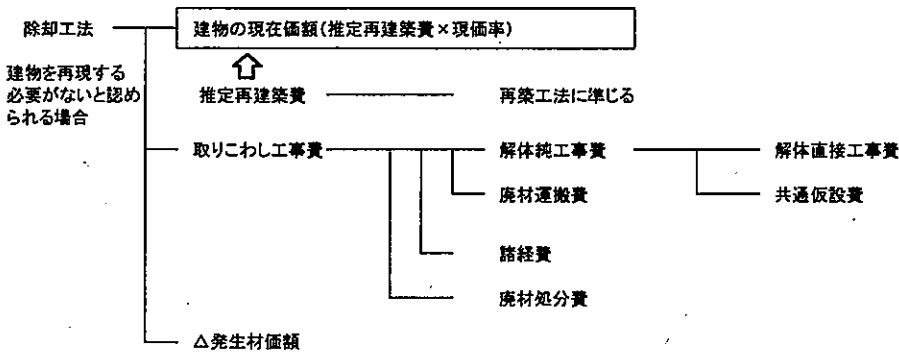 除却工法
建物の現在価額(推定再建築費×現価率)
建物を再現する
必要がないと認め
られる場合
推定再建築費
再築工法に準じる
取りこわし工事費
解体純工事費
解体直接工事費
廃材運搬費
共通仮設費
諸経費
廃材処分費
△発生材価額